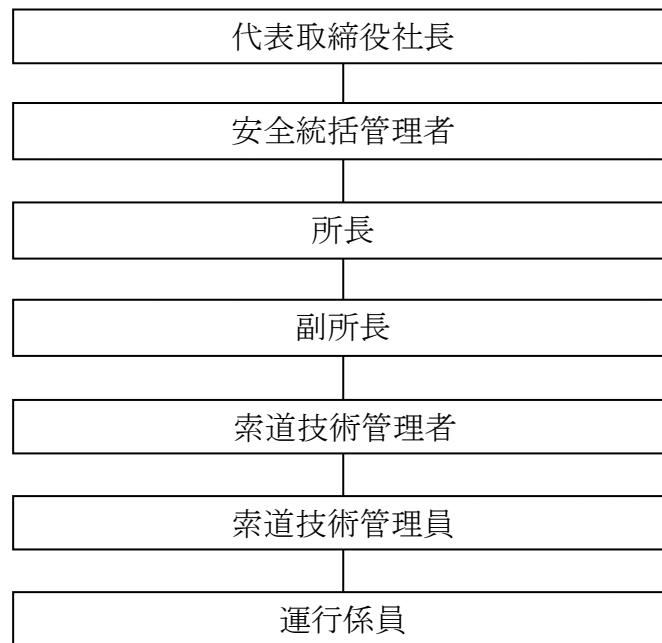 代表取締役社長
安全統括管理者
所長
副所長
索道技術管理者
索道技術管理員
運行係員